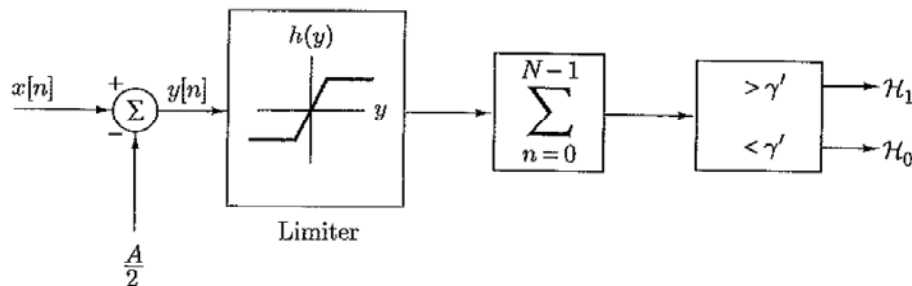 x[n]
+
−
Σ
y[n]
A/2
h(y)
y
Limiter
N−1
∑
n = 0
> γ′
< γ′
ℋ₁
ℋ₀